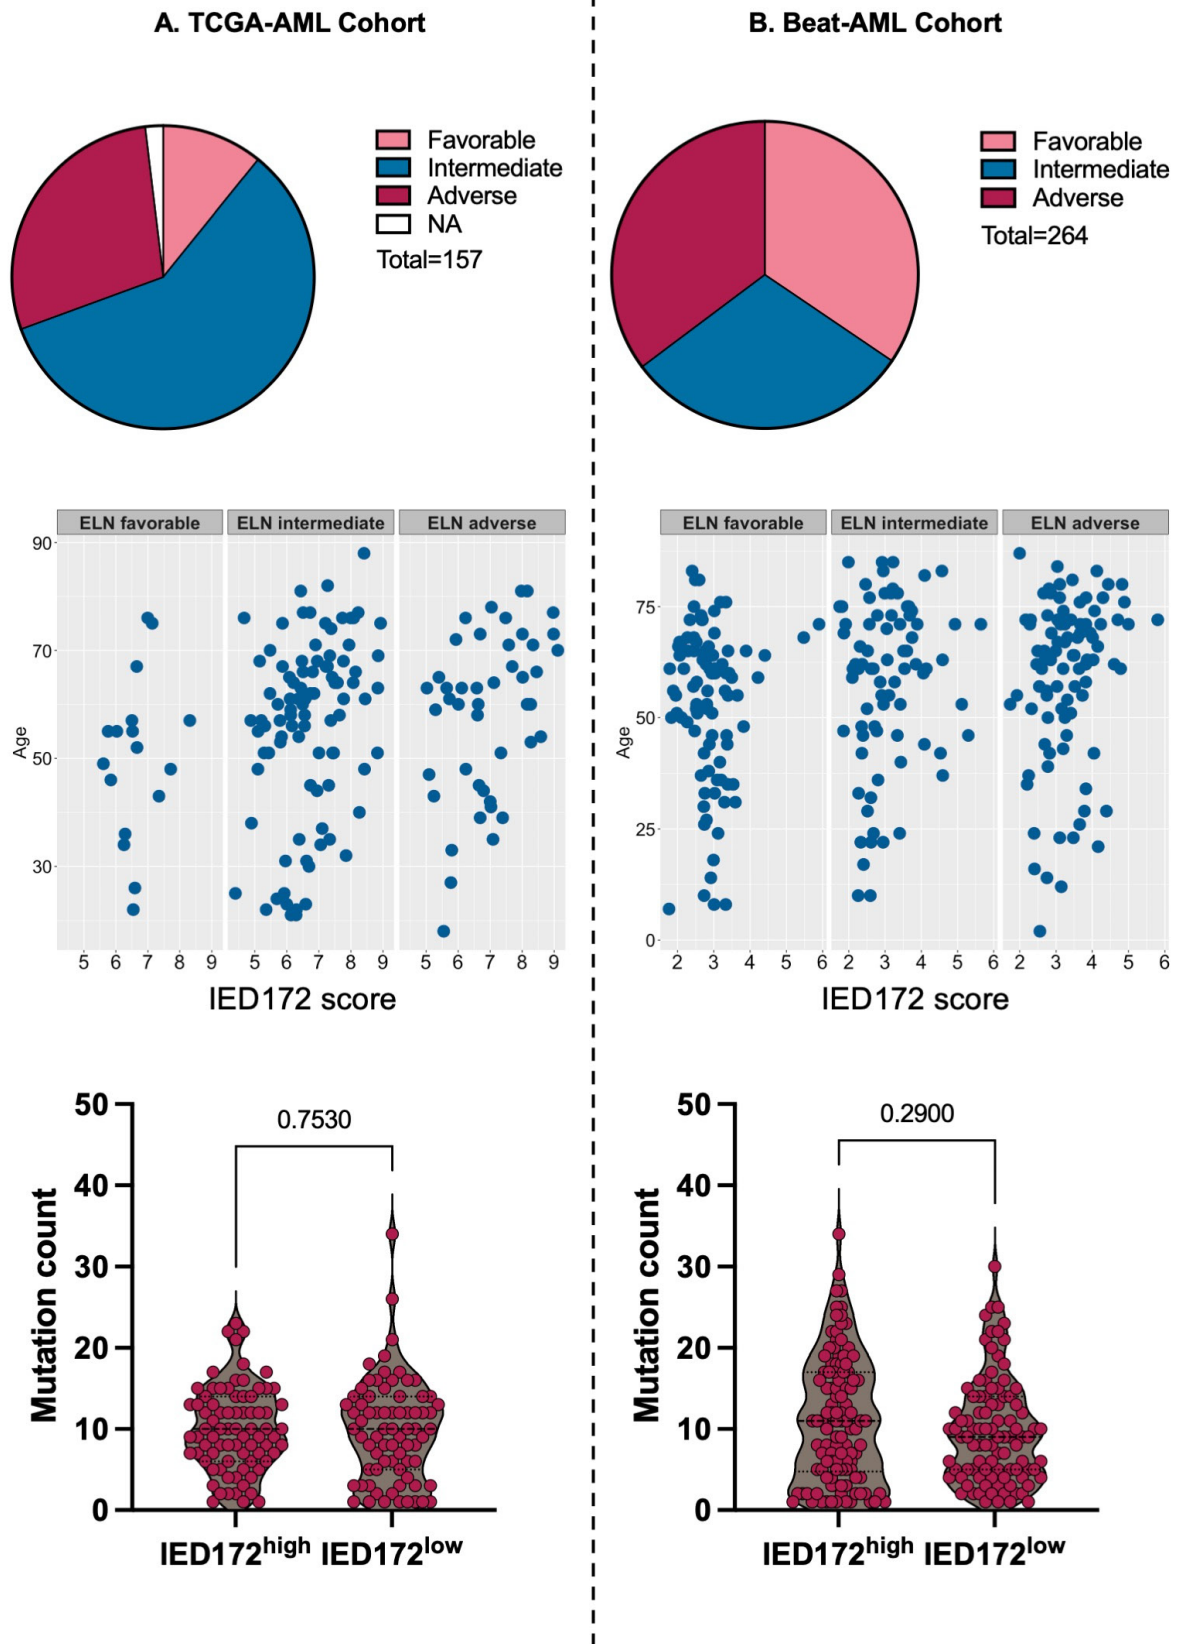 A. TCGA-AML Cohort
Favorable
Intermediate
Adverse
NA
Total=157
ELN favorable ELN intermediate ELN adverse
90
70
50
30
Age
5 6 7 8 9 5 6 7 8 9 5 6 7 8 9
IED172 score
50
40
30
20
10
0
Mutation count
0.7530
IED172high IED172low
B. Beat-AML Cohort
Favorable
Intermediate
Adverse
Total=264
ELN favorable ELN intermediate ELN adverse
75
50
25
0
Age
2 3 4 5 6 2 3 4 5 6 2 3 4 5 6
IED172 score
50
40
30
20
10
0
Mutation count
0.2900
IED172high IED172low